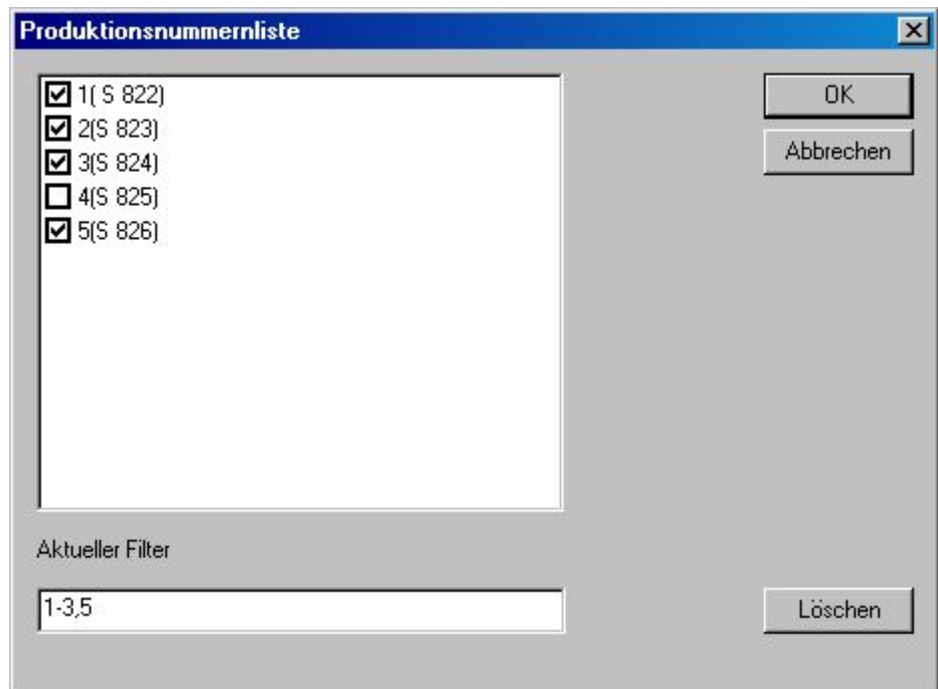 Produktionsnummernliste
1( S 822)
2(S 823)
3(S 824)
4(S 825)
5(S 826)
OK
Abbrechen
Aktueller Filter
1-3,5
Löschen